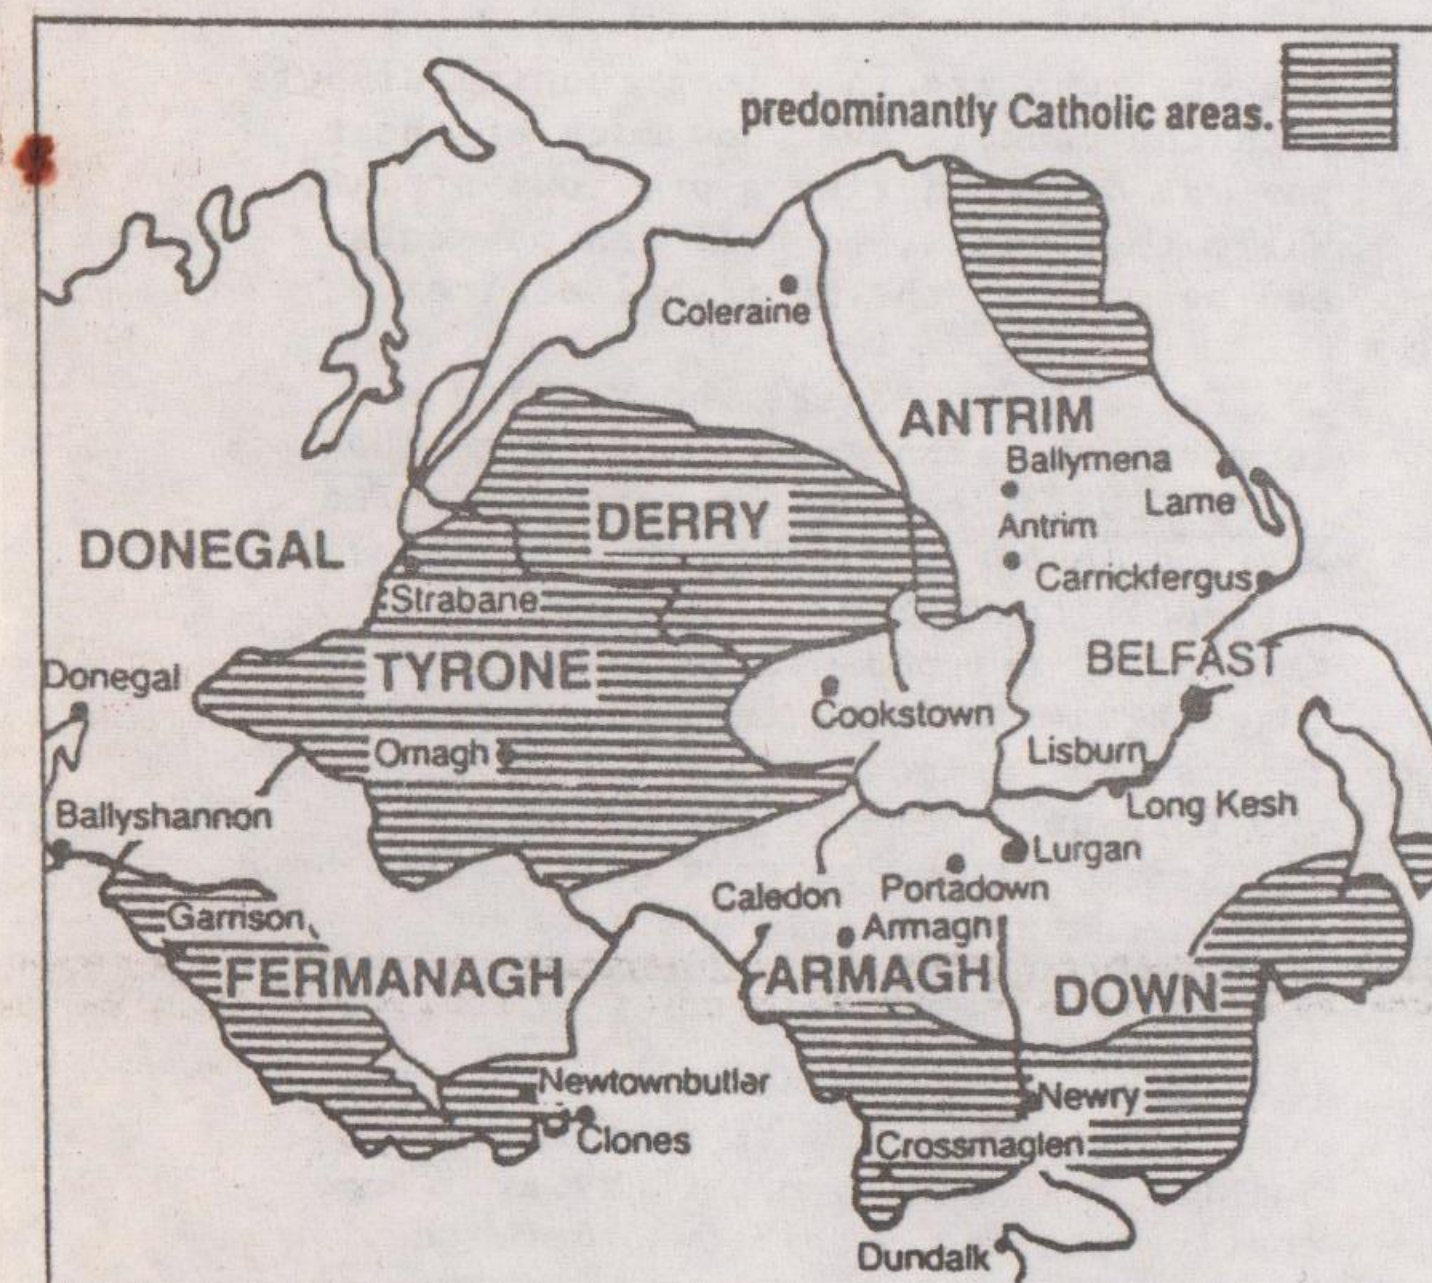 predominantly Catholic areas.
Coleraine
ANTRIM
Ballymena
Larne
Antrim
DERRY
DONEGAL
Carrickfergus
Strabane
BELFAST
TYRONE
Donegal
Cookstown
Omagh
Lisburn
Long Kesh
Ballyshannon
Lurgan
Portadown
Caledon
Garrison
Armagh
FERMANAGH
ARMAGH
DOWN
Newtownbutler
Newry
Clones
Crossmaglen
Dundalk